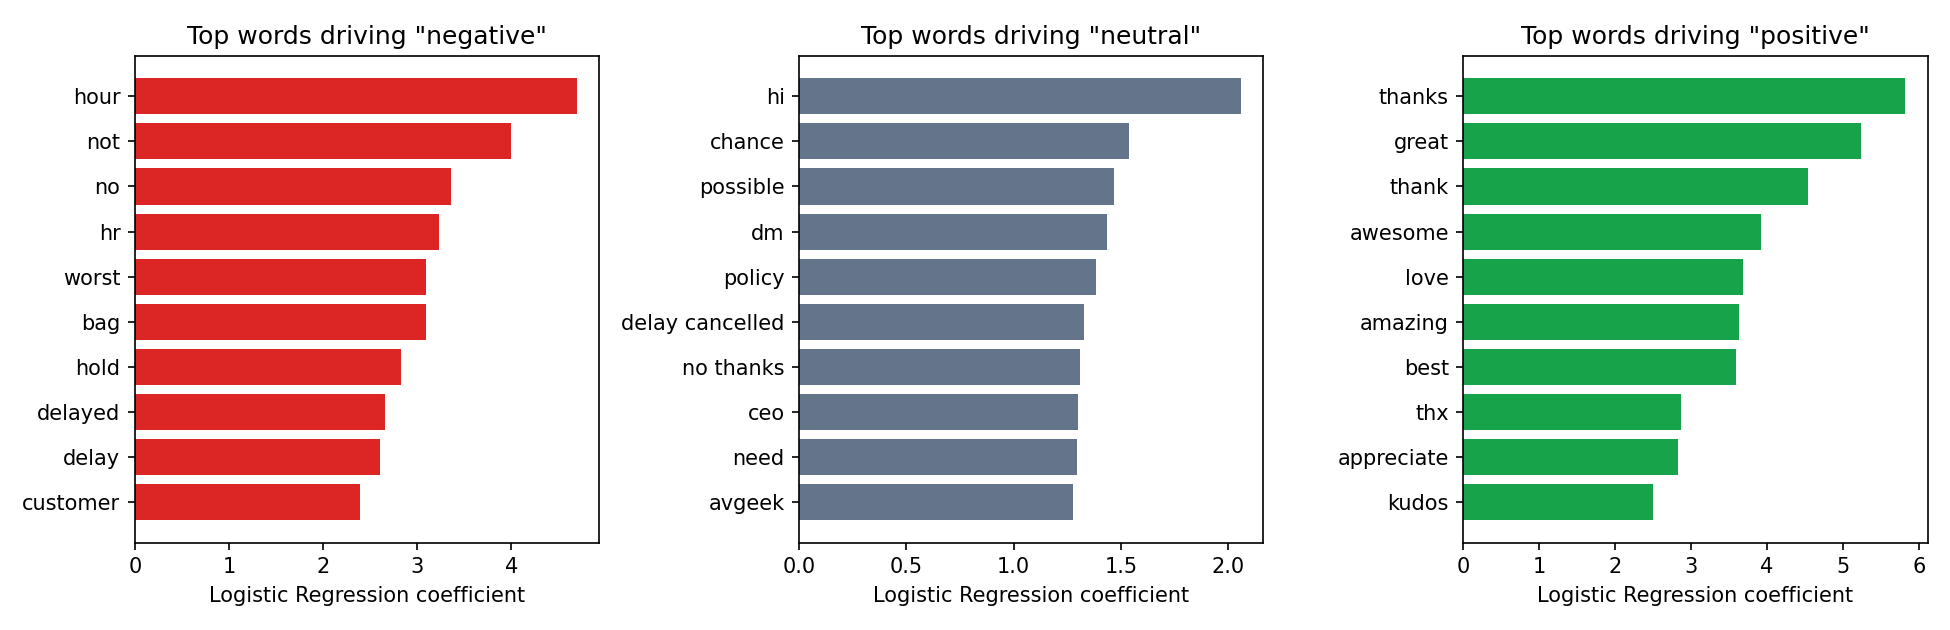 Top words driving "negative"
hour
not
no
hr
worst
bag
hold
delayed
delay
customer
0 1 2 3 4
Logistic Regression coefficient
Top words driving "neutral"
hi
chance
possible
dm
policy
delay cancelled
no thanks
ceo
need
avgeek
0.0 0.5 1.0 1.5 2.0
Logistic Regression coefficient
Top words driving "positive"
thanks
great
thank
awesome
love
amazing
best
thx
appreciate
kudos
0 1 2 3 4 5 6
Logistic Regression coefficient